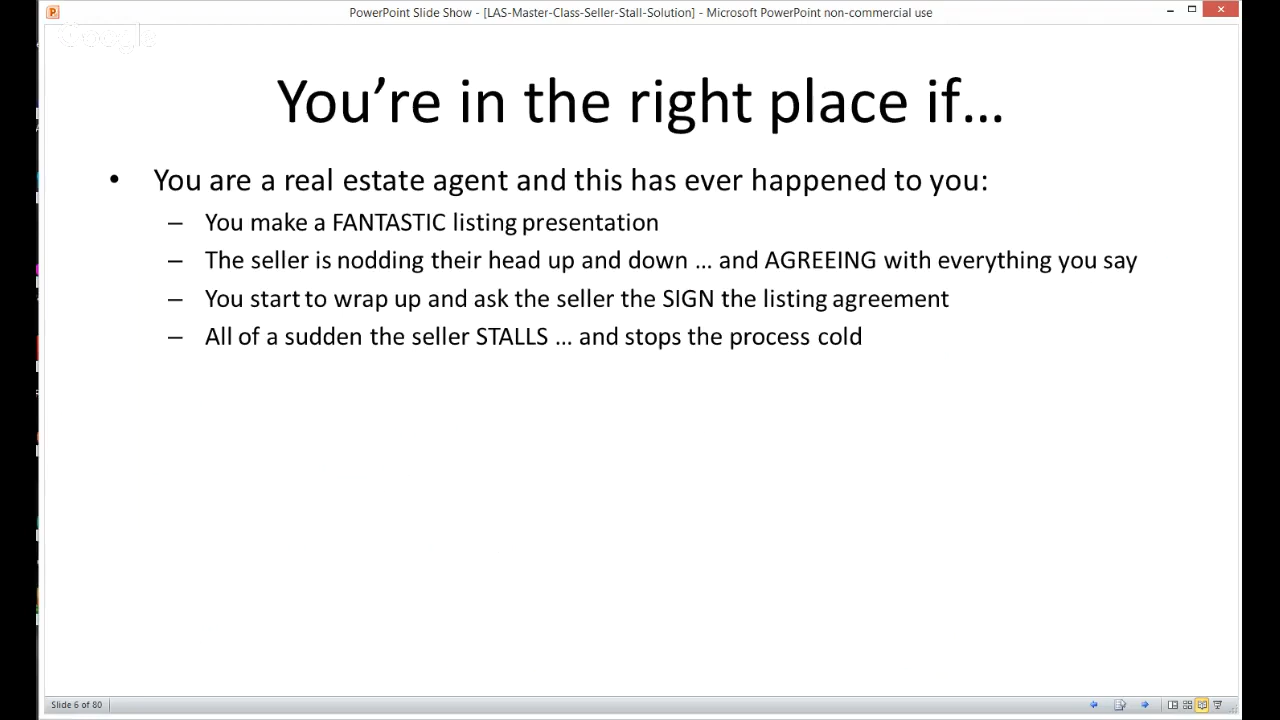 PowerPoint Slide Show - [LAS-Master-Class-Seller-Stall-Solution] - Microsoft PowerPoint non-commercial use
Google
You’re in the right place if…
• You are a real estate agent and this has ever happened to you:
– You make a FANTASTIC listing presentation
– The seller is nodding their head up and down … and AGREEING with everything you say
– You start to wrap up and ask the seller the SIGN the listing agreement
– All of a sudden the seller STALLS … and stops the process cold
Slide 6 of 80